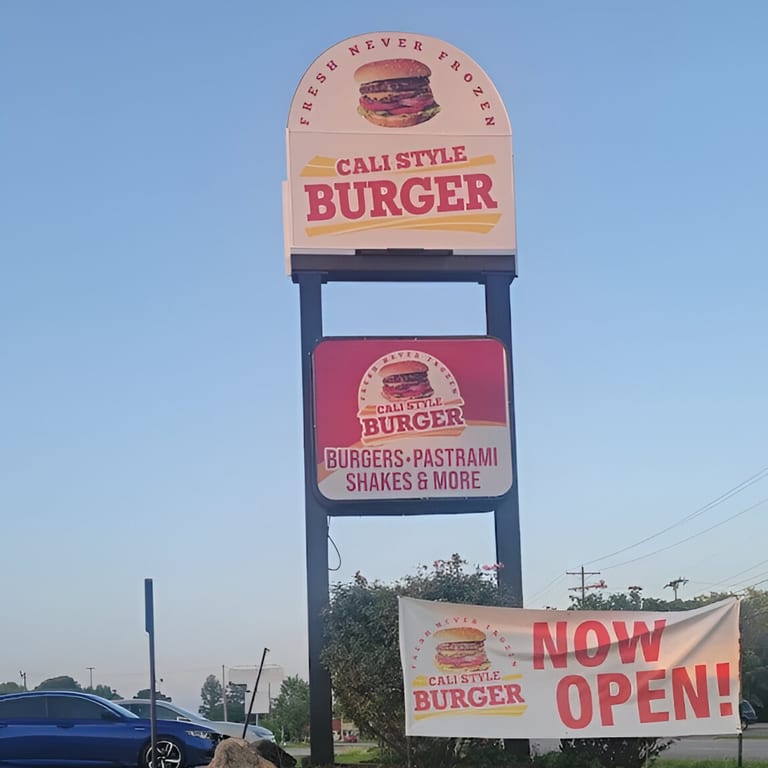 FRESH NEVER FROZEN
CALI STYLE
BURGER
FRESH NEVER FROZEN
CALI STYLE
BURGER
BURGERS•PASTRAMI
SHAKES & MORE
FRESH NEVER FROZEN
CALI STYLE
BURGER
NOW
OPEN!